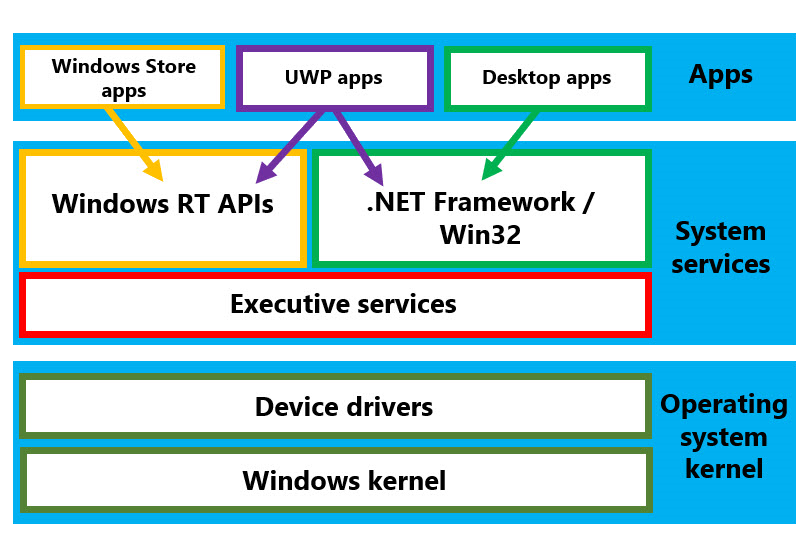 Windows Store
apps
UWP apps
Desktop apps
Apps
Windows RT APIs
.NET Framework /
Win32
System
services
Executive services
Device drivers
Operating
system
kernel
Windows kernel